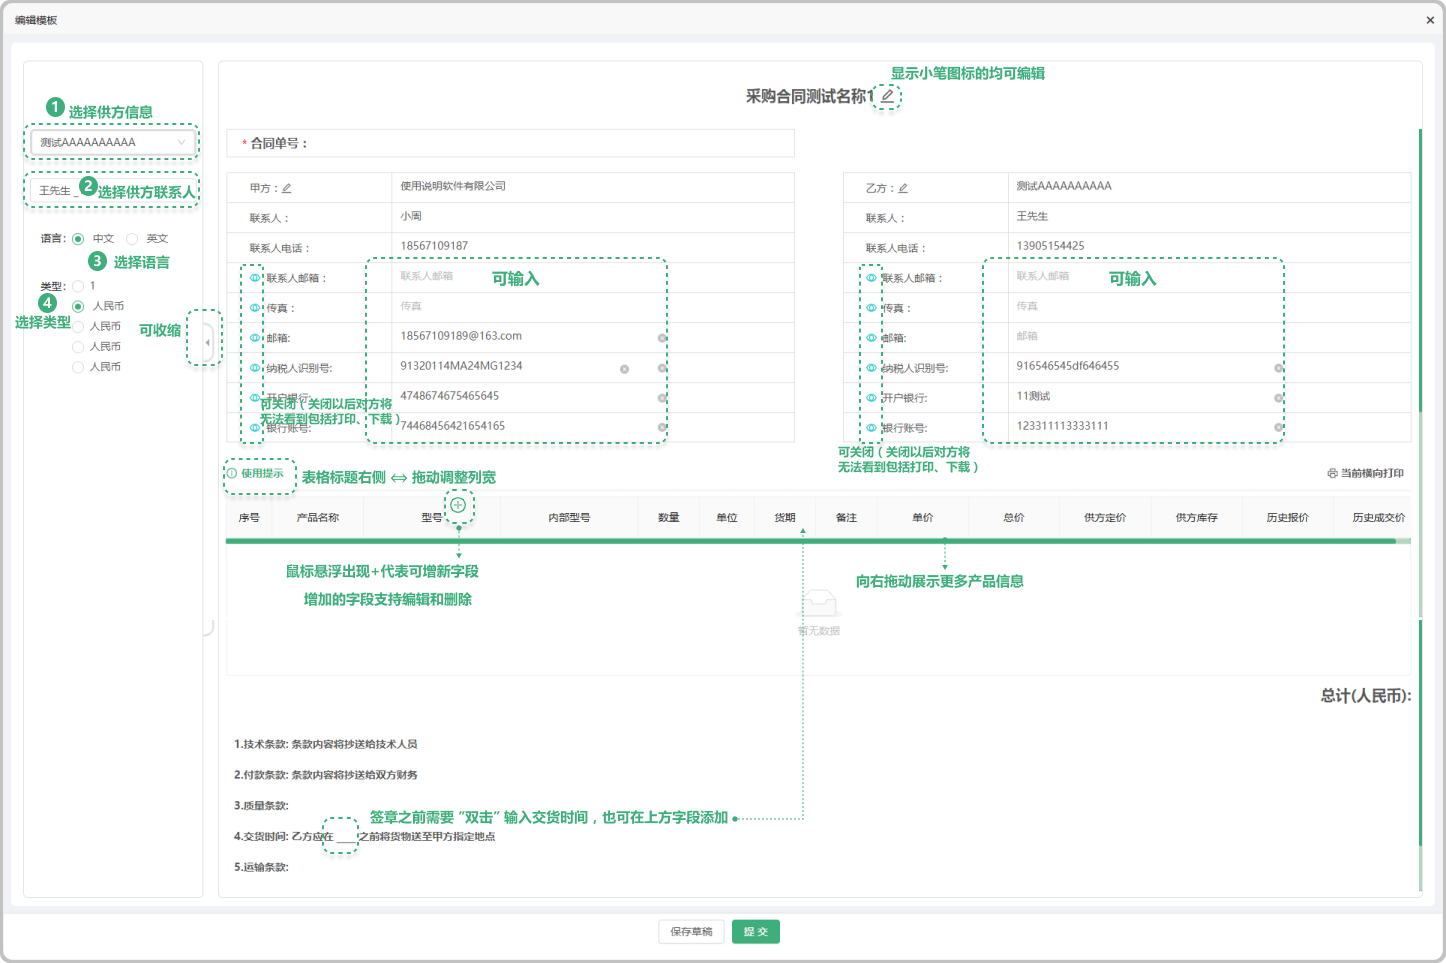 编辑模板
显示小笔图标的均可编辑
采购合同测试名称1
1 选择供方信息
测试AAAAAAAAAA
王先生_
2 选择供方联系人
语言: 中文 英文
3 选择语言
类型: 1
人民币
人民币
人民币
人民币
4
选择类型
可收缩
* 合同单号：
甲方： 使用说明软件有限公司
联系人： 小周
联系人电话： 18567109187
联系人邮箱： 联系人邮箱
可输入
传真： 传真
邮箱: 18567109189@163.com
纳税人识别号: 91320114MA24MG1234
开户银行: 4748674675465645
银行账号: 74468456421654165
可关闭（关闭以后对方将
无法看到包括打印、下载）
乙方： 测试AAAAAAAAAA
联系人： 王先生
联系人电话： 13905154425
联系人邮箱： 联系人邮箱
可输入
传真： 传真
邮箱: 邮箱
纳税人识别号: 916546545df646455
开户银行: 11测试
银行账号: 123311113333111
可关闭（关闭以后对方将
无法看到包括打印、下载）
使用提示
表格标题右侧 ⇔ 拖动调整列宽
当前横向打印
序号 产品名称 型号 内部型号 数量 单位 货期 备注 单价 总价 供方定价 供方库存 历史报价 历史成交价
鼠标悬浮出现+代表可增新字段
增加的字段支持编辑和删除
向右拖动展示更多产品信息
暂无数据
总计(人民币):
1.技术条款: 条款内容将抄送给技术人员
2.付款条款: 条款内容将抄送给双方财务
3.质量条款:
签章之前需要 “双击” 输入交货时间，也可在上方字段添加
4.交货时间: 乙方应在 ____ 之前将货物送至甲方指定地点
5.运输条款:
保存草稿
提 交